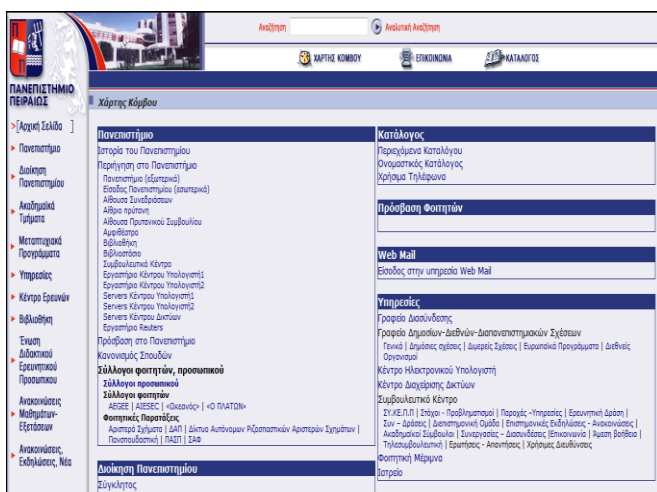 Αναζήτηση
Αναλυτική Αναζήτηση
ΧΑΡΤΗΣ ΚΟΜΒΟΥ
ΕΠΙΚΟΙΝΩΝΙΑ
ΚΑΤΑΛΟΓΟΣ
ΠΑΝΕΠΙΣΤΗΜΙΟ
ΠΕΙΡΑΙΩΣ
Χάρτης Κόμβου
>[Αρχική Σελίδα ]
Πανεπιστήμιο
Διοίκηση
Πανεπιστημίου
Ακαδημαϊκά
Τμήματα
Μεταπτυχιακά
Προγράμματα
Υπηρεσίες
Κέντρο Ερευνών
Βιβλιοθήκη
Ένωση
Διδακτικού
Ερευνητικού
Προσωπικου
Ανακοινώσεις
Μαθημάτων-
Εξετάσεων
Ανακοινώσεις,
Εκδηλώσεις, Νέα
Πανεπιστήμιο
Ιστορία του Πανεπιστημίου
Περιήγηση στο Πανεπιστήμιο
Πανεπιστήμιο (εξωτερικά)
Είσοδος Πανεπιστημίου (εσωτερικά)
Αίθουσα Συνεδριάσεων
Αίθριο πρύτανη
Αίθουσα Πρυτανικού Συμβουλίου
Αμφιθέατρο
Βιβλιοθήκη
Βιβλιοστάσιο
Συμβουλευτικό Κέντρο
Εργαστήριο Κέντρου Υπολογιστή1
Εργαστήριο Κέντρου Υπολογιστή2
Servers Κέντρου Υπολογιστή1
Servers Κέντρου Υπολογιστή2
Servers Κέντρου Δικτύων
Εργαστήριο Reuters
Πρόσβαση στο Πανεπιστήμιο
Κανονισμός Σπουδών
Σύλλογοι φοιτητών, προσωπικού
Σύλλογοι προσωπικού
Σύλλογοι φοιτητών
AEGEE | AIESEC | «Ωκεανός» | «Ο ΠΛΑΤΩΝ»
Φοιτητικές Παρατάξεις
Αριστερά Σχήματα | ΔΑΠ | Δίκτυο Αυτόνομων Ριζοσπαστικών Αριστερών Σχημάτων |
Πανσπουδαστική | ΠΑΣΠ | ΣΑΦ
Διοίκηση Πανεπιστημίου
Σύγκλητος
Κατάλογος
Περιεχόμενα Καταλόγου
Ονομαστικός Κατάλογος
Χρήσιμα Τηλέφωνα
Πρόσβαση Φοιτητών
Web Mail
Είσοδος στην υπηρεσία Web Mail
Υπηρεσίες
Γραφείο Διασύνδεσης
Γραφείο Δημοσίων-Διεθνών-Διαπανεπιστημιακών Σχέσεων
Γενικά | Δημόσιες σχέσεις | Διμερείς Σχέσεις | Ευρωπαϊκά Προγράμματα | Διεθνείς
Οργανισμοί
Κέντρο Ηλεκτρονικού Υπολογιστή
Κέντρο Διαχείρισης Δικτύων
Συμβουλευτικό Κέντρο
ΣΥ.ΚΕ.Π.Π | Στόχοι - Προβληματισμοί | Παροχές -Υπηρεσίες | Ερευνητική Δράση |
Συν – Δράσεις | Διεπιστημονική Ομάδα | Επιστημονικές Εκδηλώσεις - Ανακοινώσεις |
Ακαδημαϊκοί Σύμβουλοι | Συνεργασίες - Διασυνδέσεις |Επικοινωνία | Άμεση βοήθεια |
Τηλεσυμβουλευτική | Ερωτήσεις - Απαντήσεις | Χρήσιμες Διευθύνσεις
Φοιτητική Μέριμνα
Ιατρείο